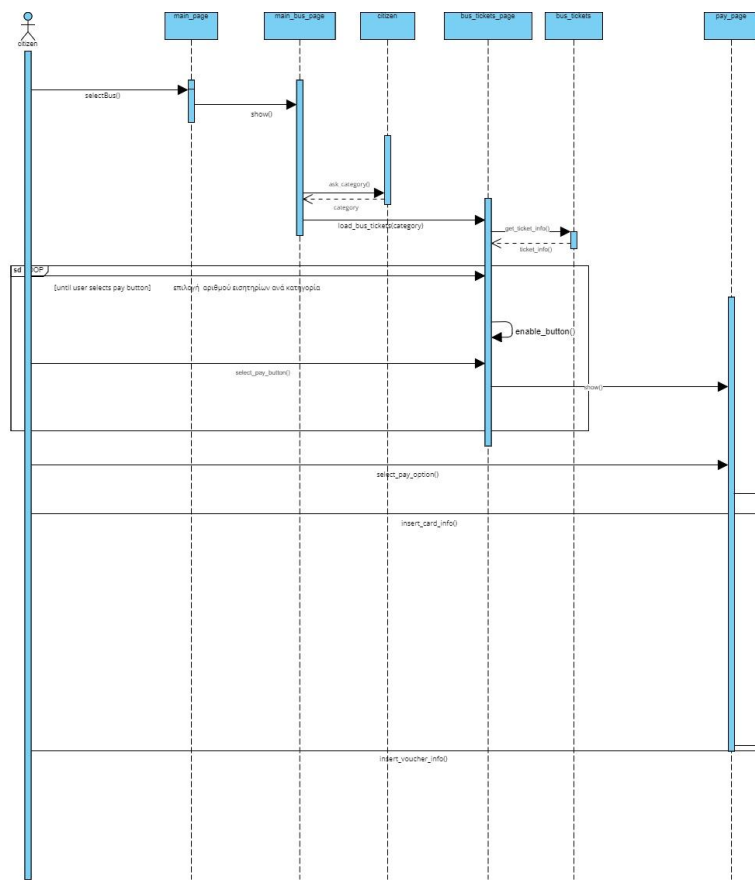 main_page
main_bus_page
citizen
bus_tickets_page
bus_tickets
pay_page
citizen
selectBus()
show()
ask_category()
category
load_bus_tickets(category)
get_ticket_info()
ticket_info()
sd LOOP
[until user selects pay button]
επιλογή αριθμού εισητηρίων ανά κατηγορία
enable_button()
select_pay_button()
show()
select_pay_option()
insert_card_info()
insert_voucher_info()